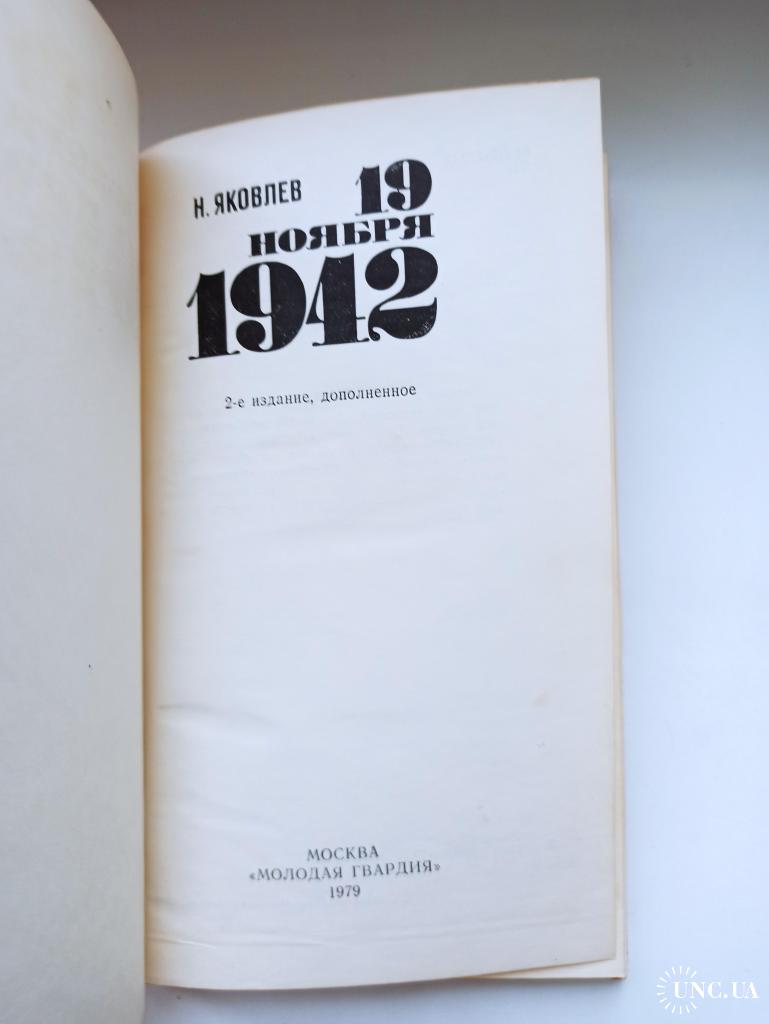 Н. ЯКОВЛЕВ
19
НОЯБРЯ
1942
2-е издание, дополненное
МОСКВА
«МОЛОДАЯ ГВАРДИЯ»
1979
UNC.UA